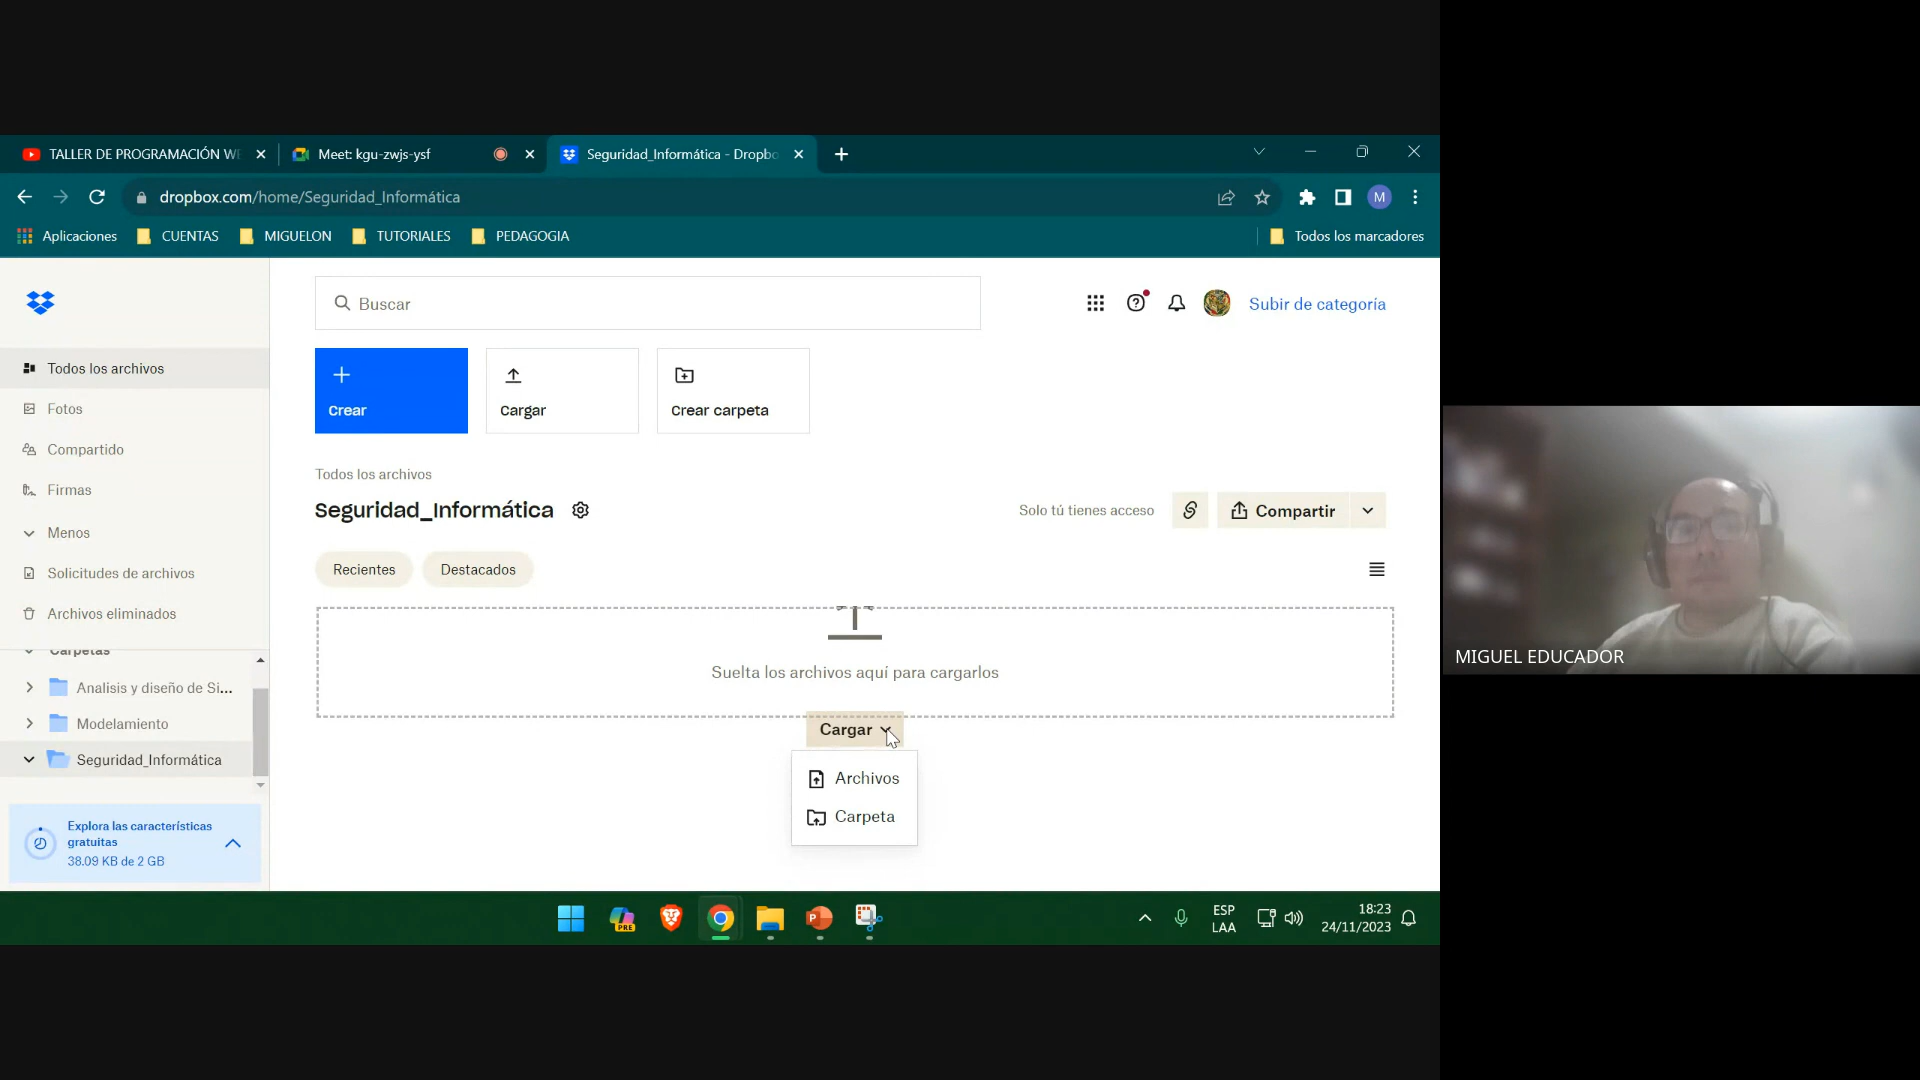 TALLER DE PROGRAMACIÓN WE
Meet: kgu-zwjs-ysf
Seguridad_Informática - Dropbo
dropbox.com/home/Seguridad_Informática
M
Aplicaciones
CUENTAS
MIGUELON
TUTORIALES
PEDAGOGIA
Todos los marcadores
Buscar
Subir de categoría
Todos los archivos
Fotos
Compartido
Firmas
Menos
Solicitudes de archivos
Archivos eliminados
Carpetas
Analisis y diseño de Si...
Modelamiento
Seguridad_Informática
Explora las características
gratuitas
38.09 KB de 2 GB
Crear
Cargar
Crear carpeta
Todos los archivos
Seguridad_Informática
Solo tú tienes acceso
Compartir
Recientes
Destacados
Suelta los archivos aquí para cargarlos
Cargar
Archivos
Carpeta
MIGUEL EDUCADOR
PRE
P
ESP
LAA
18:23
24/11/2023